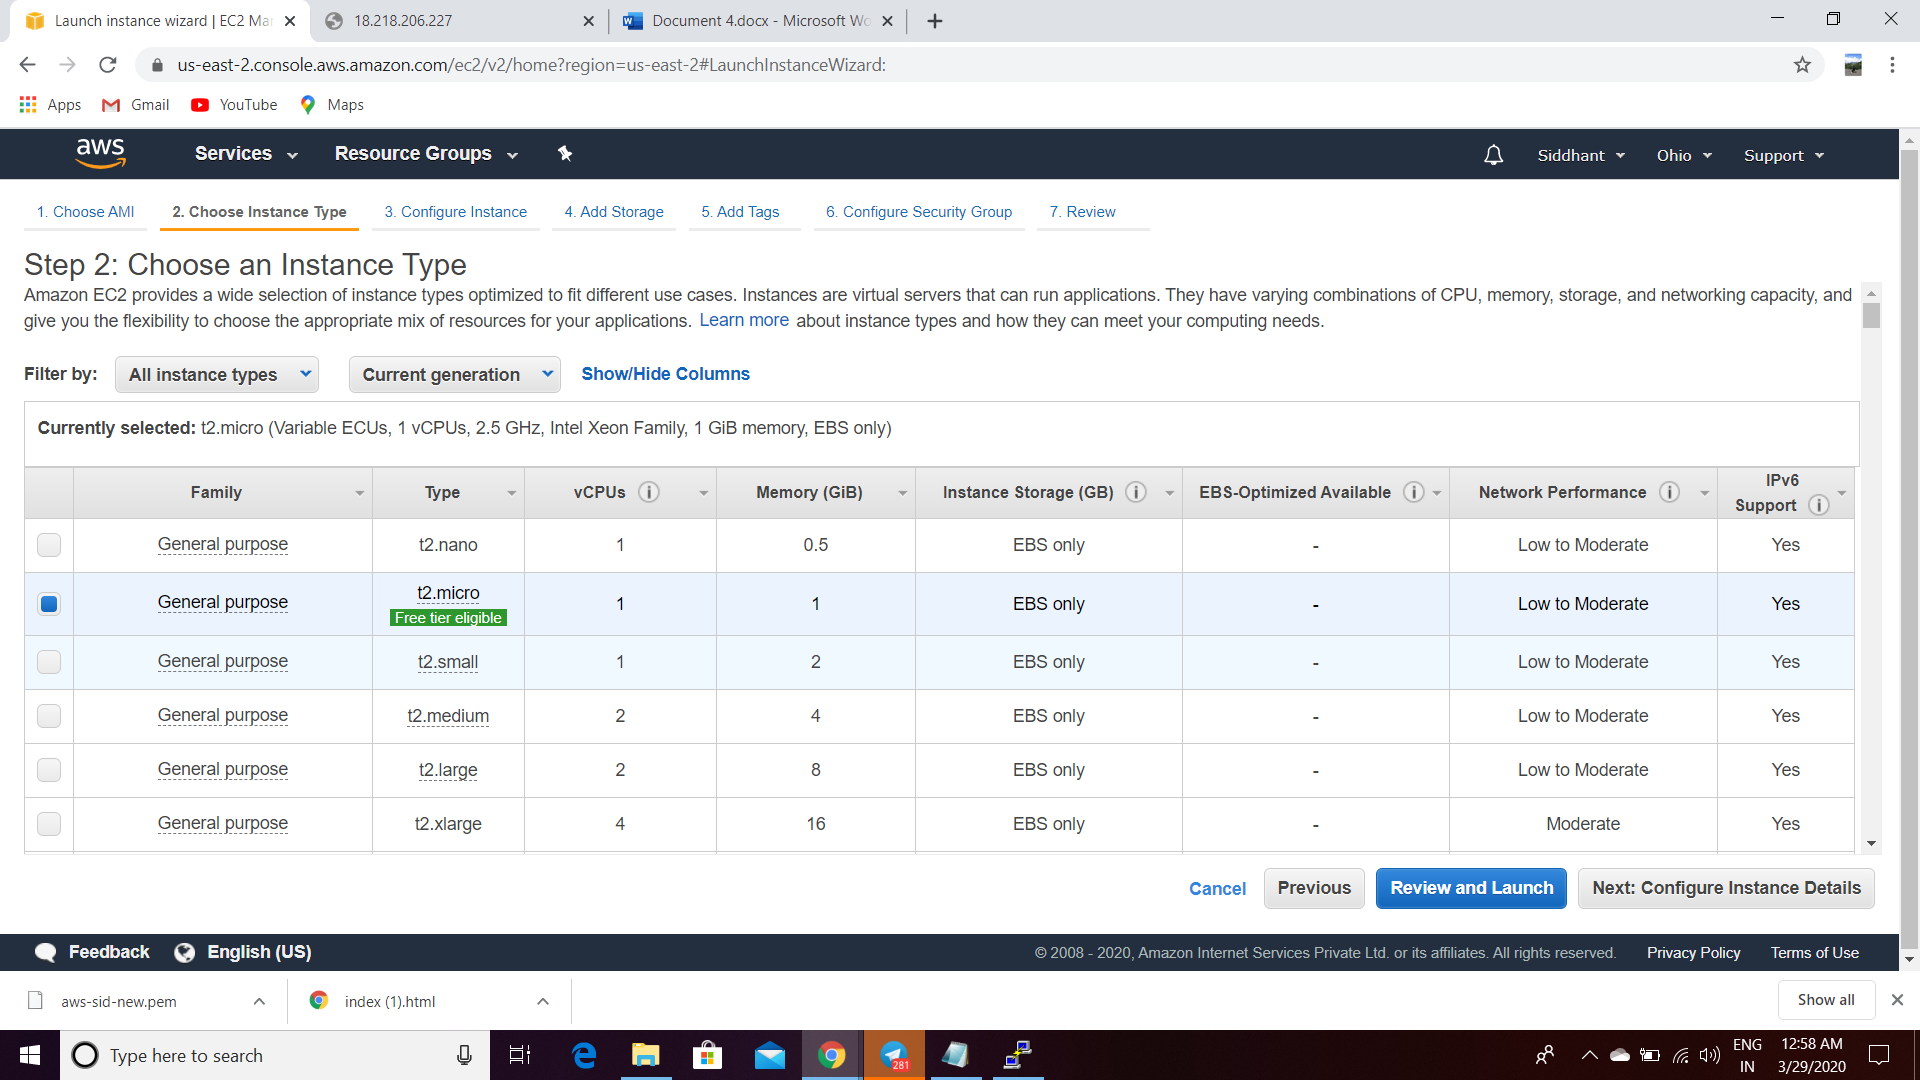 Launch instance wizard | EC2 Mar
18.218.206.227
Document 4.docx - Microsoft Wo
us-east-2.console.aws.amazon.com/ec2/v2/home?region=us-east-2#LaunchInstanceWizard:
Apps
Gmail
YouTube
Maps
aws
Services
Resource Groups
Siddhant
Ohio
Support
1. Choose AMI
2. Choose Instance Type
3. Configure Instance
4. Add Storage
5. Add Tags
6. Configure Security Group
7. Review
Step 2: Choose an Instance Type
Amazon EC2 provides a wide selection of instance types optimized to fit different use cases. Instances are virtual servers that can run applications. They have varying combinations of CPU, memory, storage, and networking capacity, and
give you the flexibility to choose the appropriate mix of resources for your applications. Learn more about instance types and how they can meet your computing needs.
Filter by: All instance types Current generation Show/Hide Columns
Currently selected: t2.micro (Variable ECUs, 1 vCPUs, 2.5 GHz, Intel Xeon Family, 1 GiB memory, EBS only)
Family Type vCPUs i Memory (GiB) Instance Storage (GB) i EBS-Optimized Available i Network Performance i IPv6
Support i
General purpose t2.nano 1 0.5 EBS only - Low to Moderate Yes
General purpose t2.micro 1 1 EBS only - Low to Moderate Yes
Free tier eligible
General purpose t2.small 1 2 EBS only - Low to Moderate Yes
General purpose t2.medium 2 4 EBS only - Low to Moderate Yes
General purpose t2.large 2 8 EBS only - Low to Moderate Yes
General purpose t2.xlarge 4 16 EBS only - Moderate Yes
Cancel Previous Review and Launch Next: Configure Instance Details
Feedback English (US) © 2008 - 2020, Amazon Internet Services Private Ltd. or its affiliates. All rights reserved. Privacy Policy Terms of Use
aws-sid-new.pem index (1).html Show all
Type here to search
281
ENG
IN
12:58 AM
3/29/2020